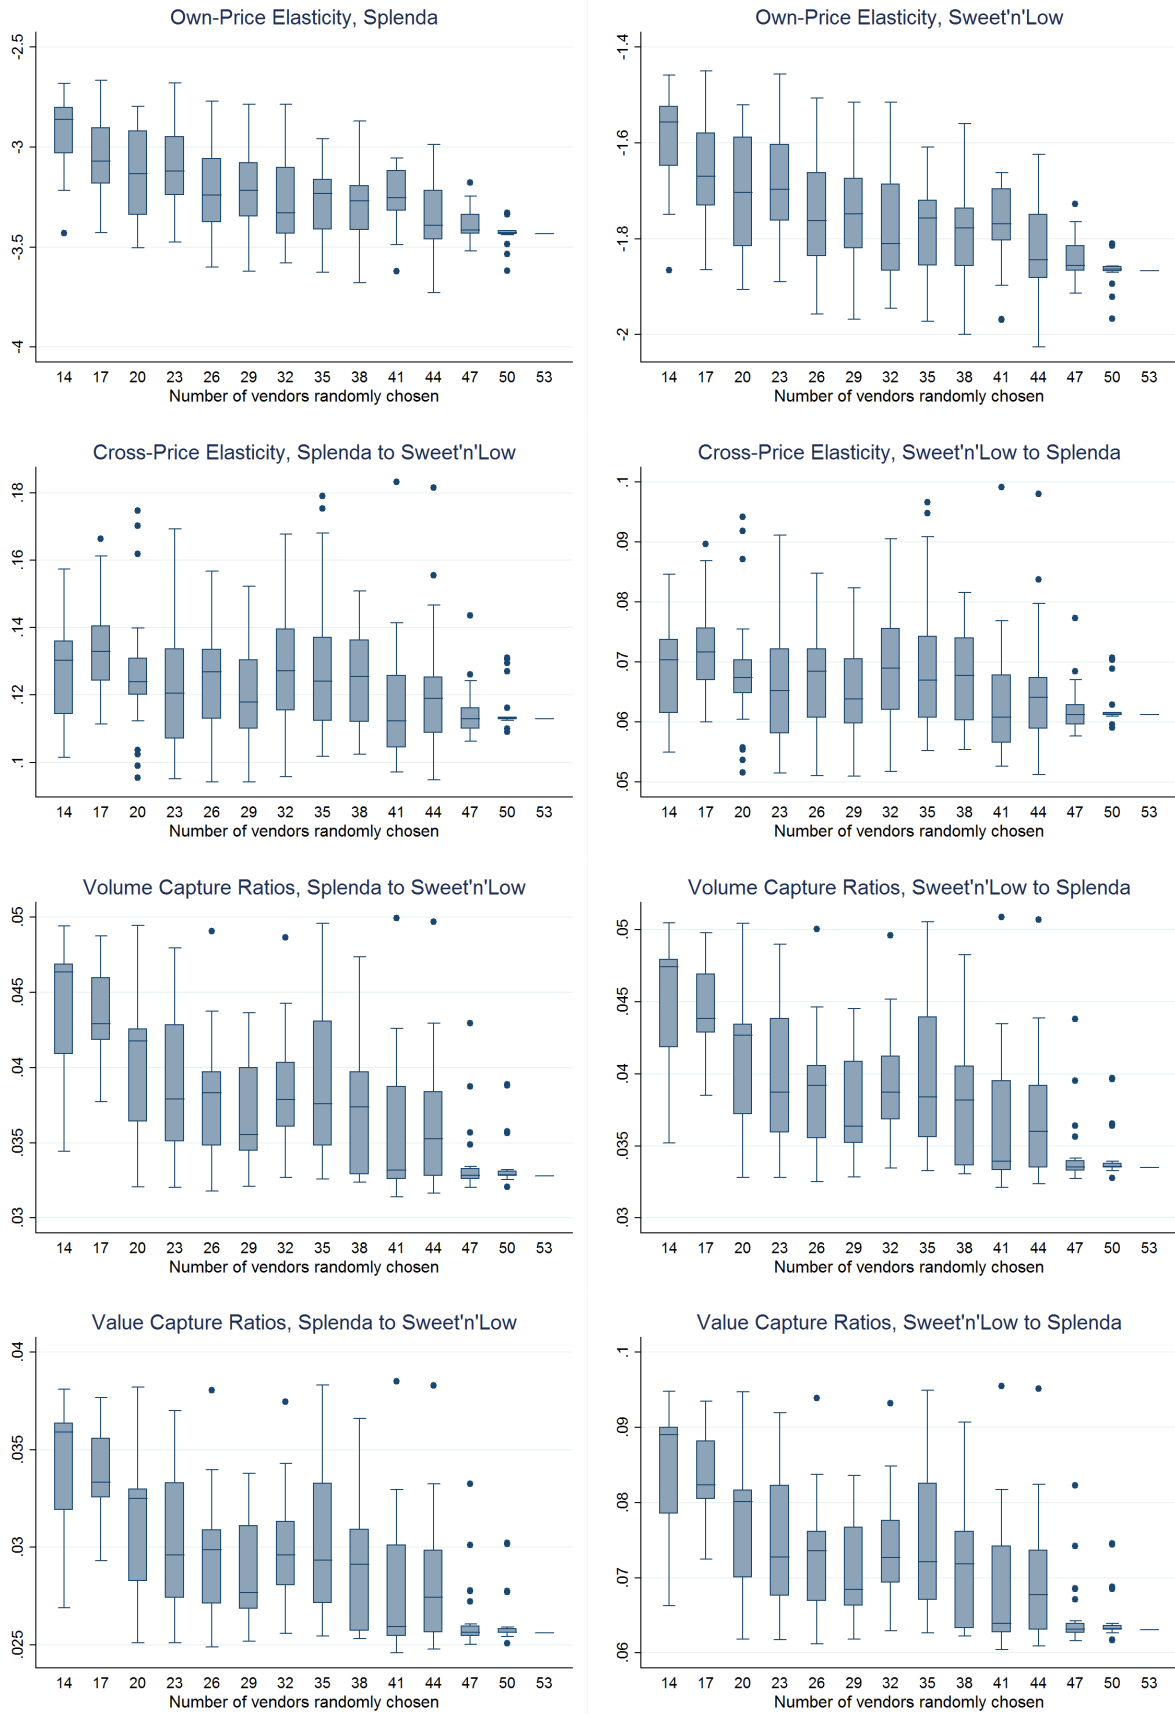 Own-Price Elasticity, Splenda
-2.5
-3
-3.5
-4
14 17 20 23 26 29 32 35 38 41 44 47 50 53
Number of vendors randomly chosen
Own-Price Elasticity, Sweet'n'Low
-1.4
-1.6
-1.8
-2
14 17 20 23 26 29 32 35 38 41 44 47 50 53
Number of vendors randomly chosen
Cross-Price Elasticity, Splenda to Sweet'n'Low
.18
.16
.14
.12
.1
14 17 20 23 26 29 32 35 38 41 44 47 50 53
Number of vendors randomly chosen
Cross-Price Elasticity, Sweet'n'Low to Splenda
.1
.09
.08
.07
.06
.05
14 17 20 23 26 29 32 35 38 41 44 47 50 53
Number of vendors randomly chosen
Volume Capture Ratios, Splenda to Sweet'n'Low
.05
.045
.04
.035
.03
14 17 20 23 26 29 32 35 38 41 44 47 50 53
Number of vendors randomly chosen
Volume Capture Ratios, Sweet'n'Low to Splenda
.05
.045
.04
.035
.03
14 17 20 23 26 29 32 35 38 41 44 47 50 53
Number of vendors randomly chosen
Value Capture Ratios, Splenda to Sweet'n'Low
.04
.035
.03
.025
14 17 20 23 26 29 32 35 38 41 44 47 50 53
Number of vendors randomly chosen
Value Capture Ratios, Sweet'n'Low to Splenda
.1
.09
.08
.07
.06
14 17 20 23 26 29 32 35 38 41 44 47 50 53
Number of vendors randomly chosen